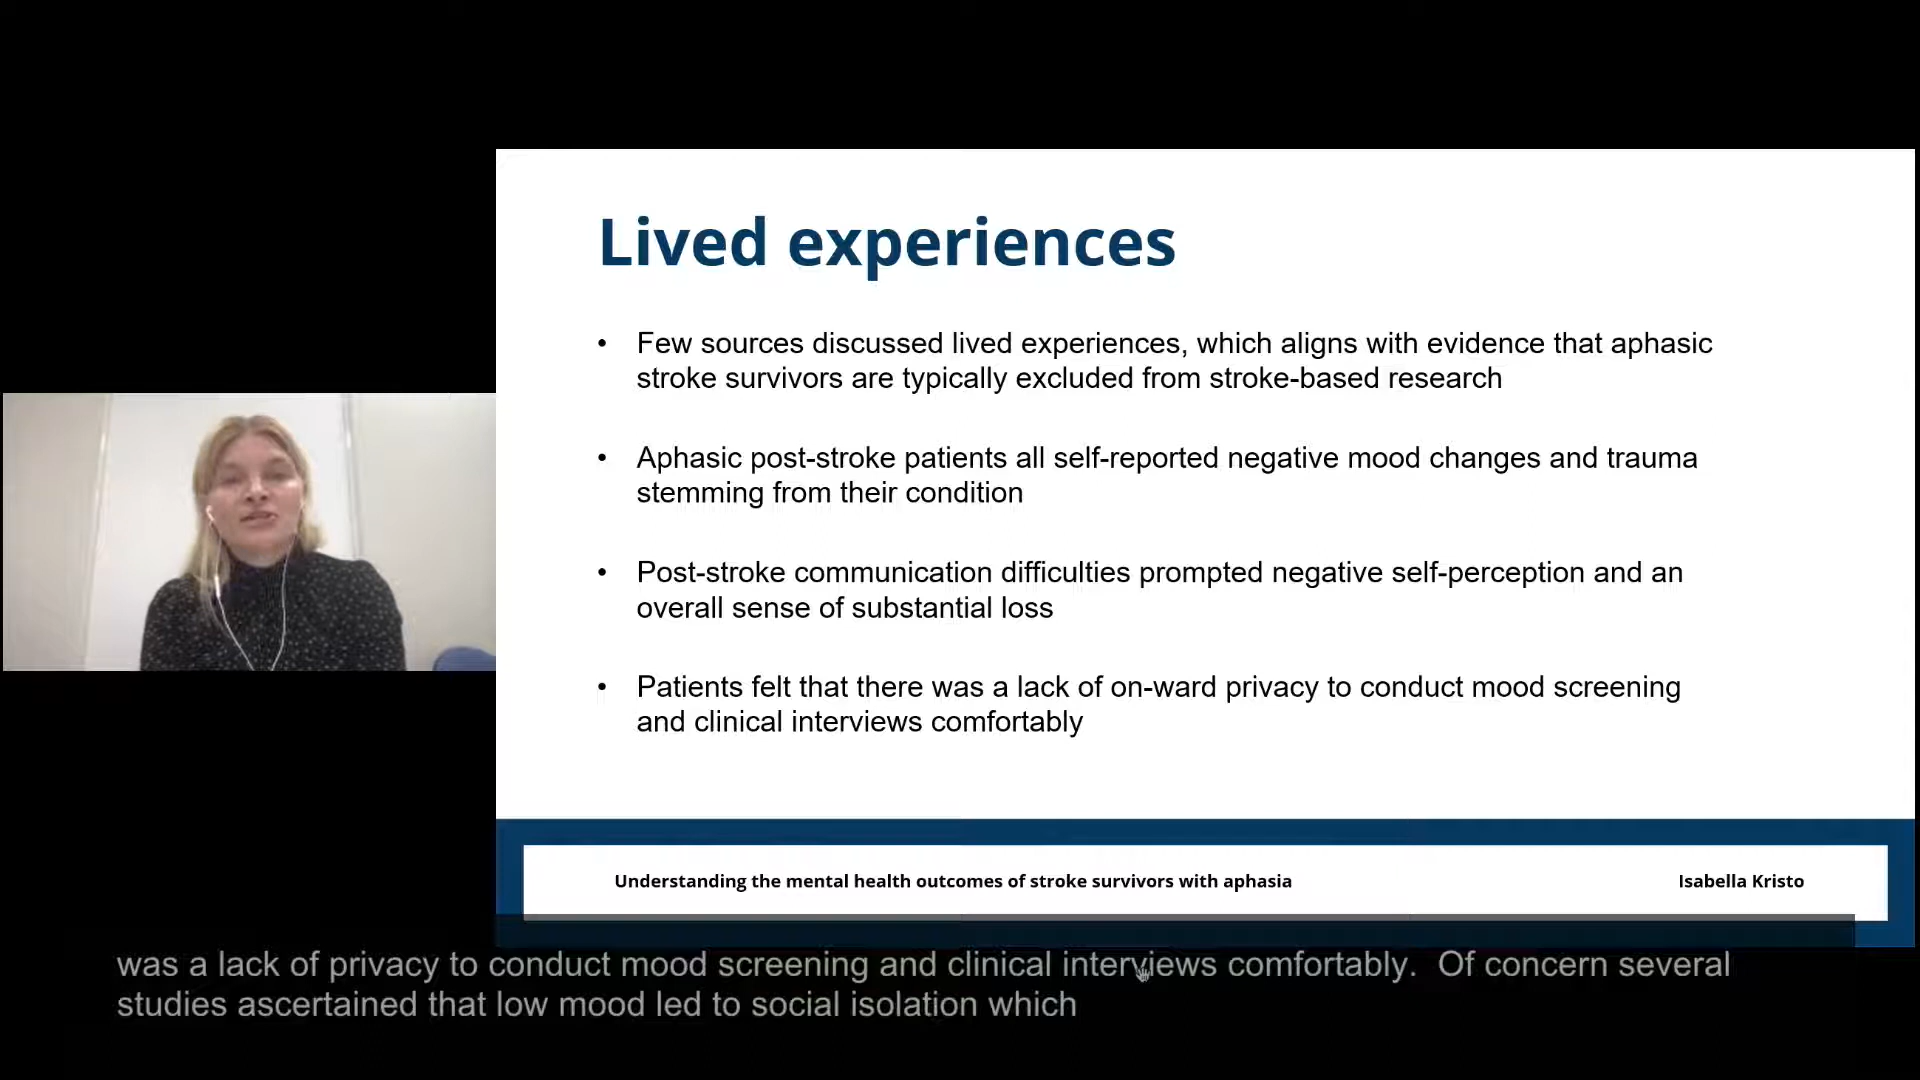 Lived experiences
• Few sources discussed lived experiences, which aligns with evidence that aphasic
stroke survivors are typically excluded from stroke-based research
• Aphasic post-stroke patients all self-reported negative mood changes and trauma
stemming from their condition
• Post-stroke communication difficulties prompted negative self-perception and an
overall sense of substantial loss
• Patients felt that there was a lack of on-ward privacy to conduct mood screening
and clinical interviews comfortably
Understanding the mental health outcomes of stroke survivors with aphasia
Isabella Kristo
was a lack of privacy to conduct mood screening and clinical interviews comfortably. Of concern several
studies ascertained that low mood led to social isolation which